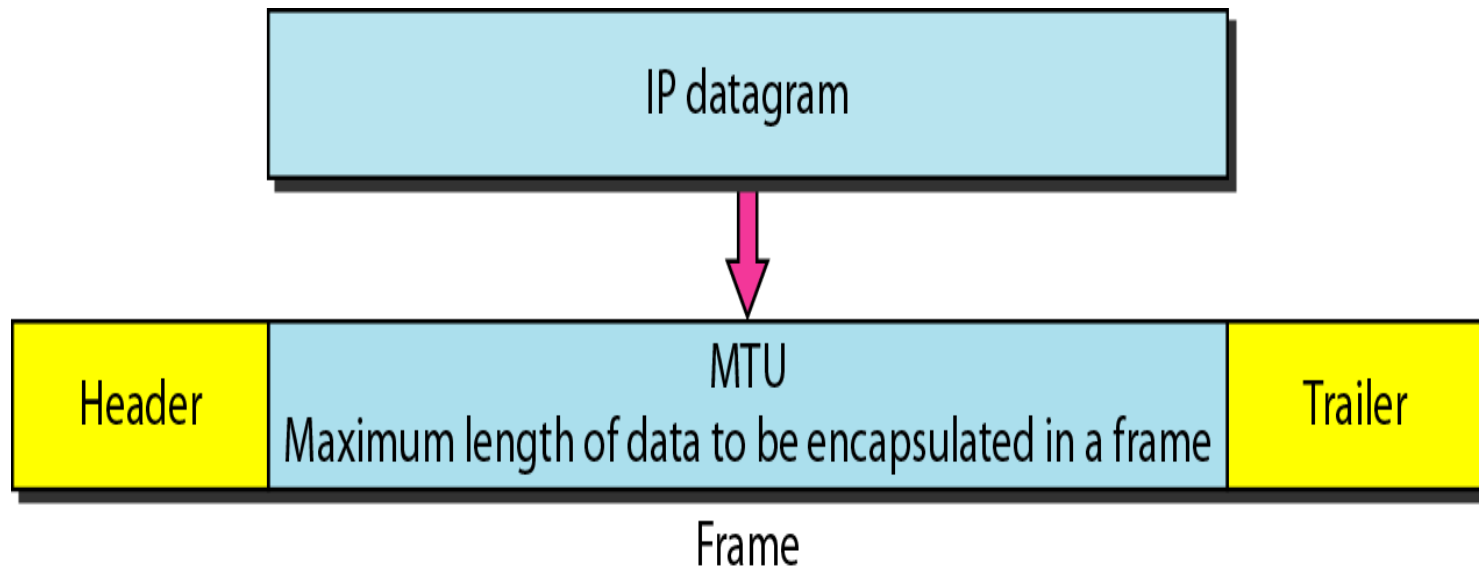 IP datagram
Header
MTU
Maximum length of data to be encapsulated in a frame
Trailer
Frame